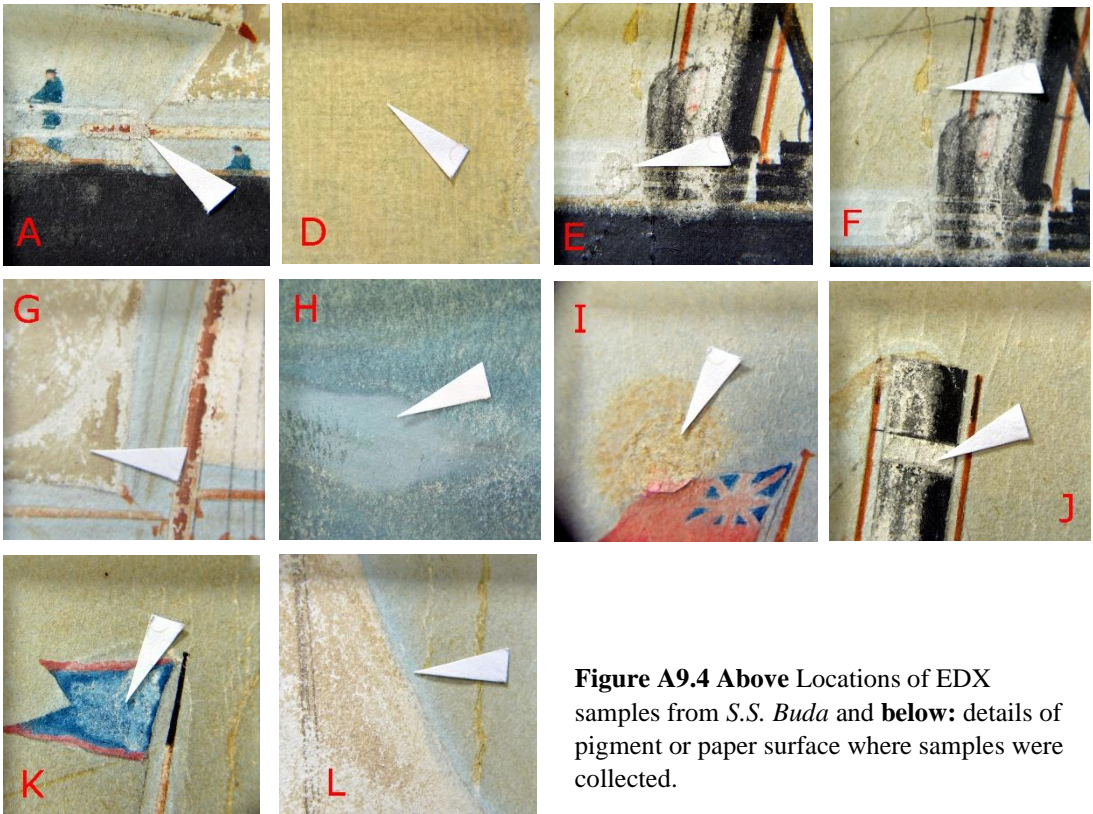 A
D
E
F
G
H
I
J
K
L
Figure A9.4 Above Locations of EDX
samples from S.S. Buda and below: details of
pigment or paper surface where samples were
collected.